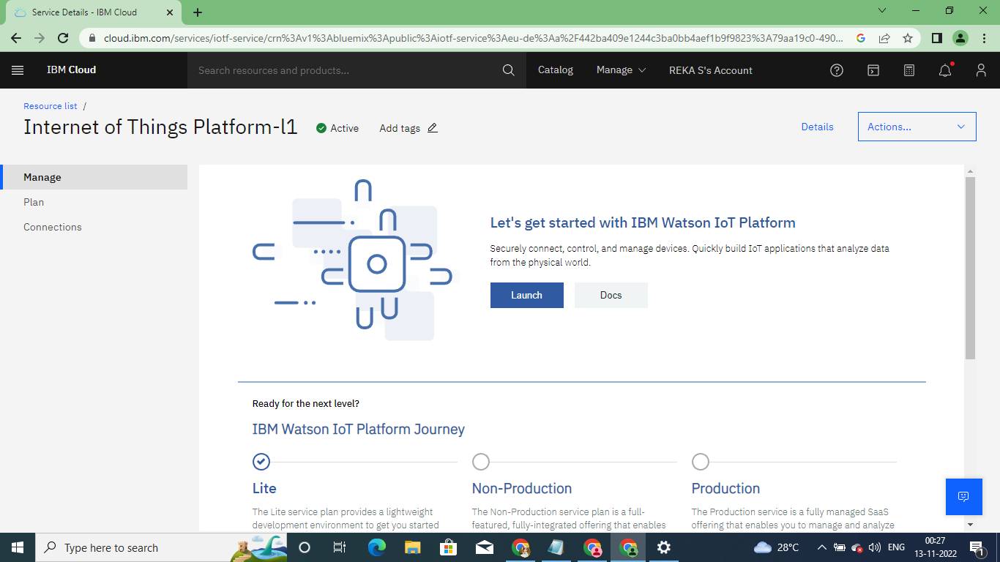 Service Details - IBM Cloud
cloud.ibm.com/services/iotf-service/crn%3Av1%3Abluemix%3Apublic%3Aiotf-service%3Aeu-de%3Aa%2F442ba409e1244c3ba0bb4aef1b9f9823%3A79aa19c0-490...
IBM Cloud
Search resources and products...
Catalog
Manage
REKA S's Account
Resource list /
Internet of Things Platform-l1
Active
Add tags
Details
Actions...
Manage
Plan
Connections
Let's get started with IBM Watson IoT Platform
Securely connect, control, and manage devices. Quickly build IoT applications that analyze data
from the physical world.
Launch
Docs
Ready for the next level?
IBM Watson IoT Platform Journey
Lite
Non-Production
Production
The Lite service plan provides a lightweight
development environment to get you started
The Non-Production service plan is a full-
featured, fully-integrated offering that enables
The Production service is a fully managed SaaS
offering that enables you to manage and analyze
Type here to search
28°C
ENG
00:27
13-11-2022
1